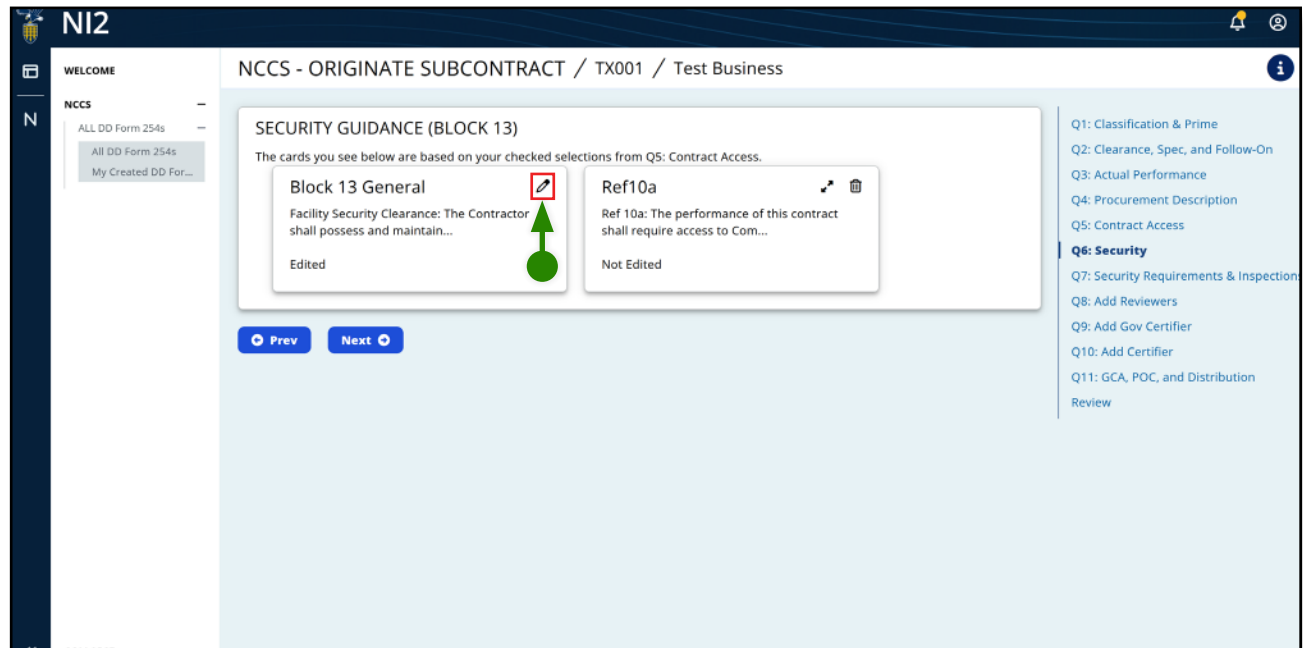 NI2
WELCOME
NCCS
ALL DD Form 254s
All DD Form 254s
My Created DD For...
N
NCCS - ORIGINATE SUBCONTRACT / TX001 / Test Business
i
SECURITY GUIDANCE (BLOCK 13)
The cards you see below are based on your checked selections from Q5: Contract Access.
Block 13 General
Facility Security Clearance: The Contractor
shall possess and maintain...
Edited
Ref10a
Ref 10a: The performance of this contract
shall require access to Com...
Not Edited
Prev
Next
Q1: Classification & Prime
Q2: Clearance, Spec, and Follow-On
Q3: Actual Performance
Q4: Procurement Description
Q5: Contract Access
Q6: Security
Q7: Security Requirements & Inspections
Q8: Add Reviewers
Q9: Add Gov Certifier
Q10: Add Certifier
Q11: GCA, POC, and Distribution
Review